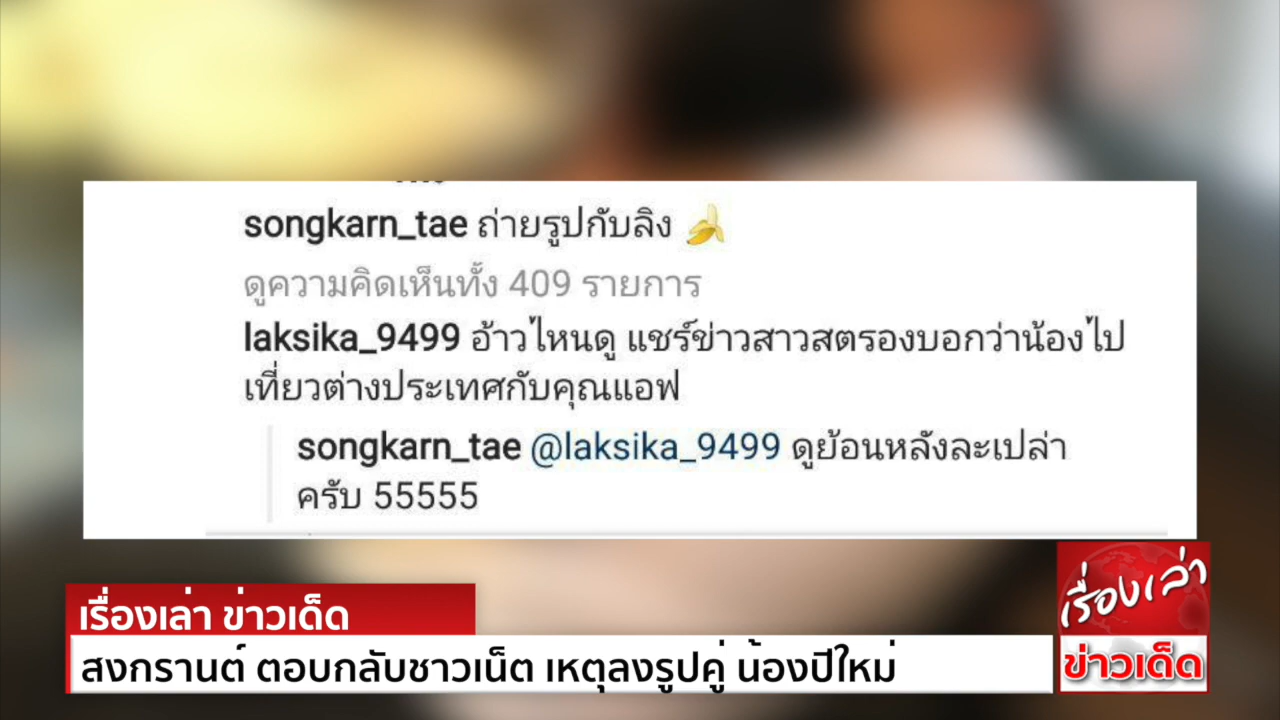 songkarn_tae ถ่ายรูปกับลิง 🍌
ดูความคิดเห็นทั้ง 409 รายการ
laksika_9499 อ้าวไหนดู แชร์ข่าวสาวสตรองบอกว่าน้องไป
เที่ยวต่างประเทศกับคุณแอฟ
songkarn_tae @laksika_9499 ดูย้อนหลังละเปล่า
ครับ 55555
เรื่องเล่า ข่าวเด็ด
สงกรานต์ ตอบกลับชาวเน็ต เหตุลงรูปคู่ น้องปีใหม่
เรื่องเล่า
ข่าวเด็ด